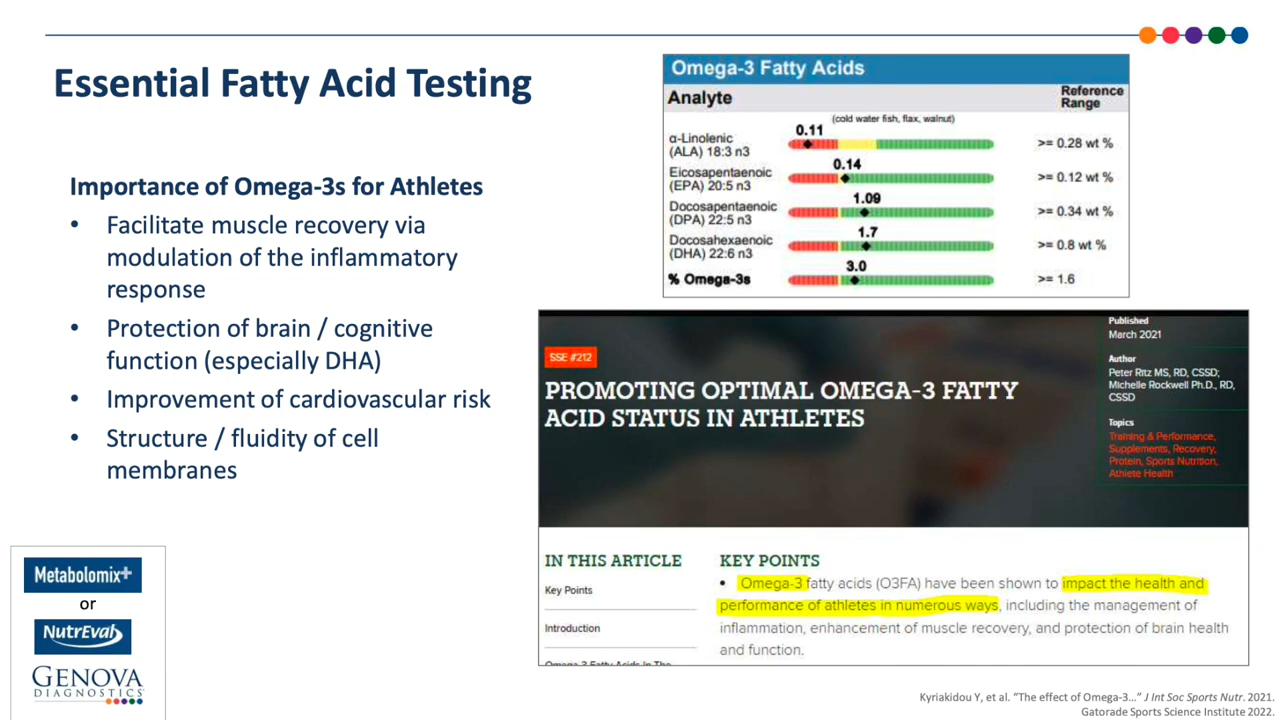 Essential Fatty Acid Testing
Importance of Omega-3s for Athletes
• Facilitate muscle recovery via
modulation of the inflammatory
response
• Protection of brain / cognitive
function (especially DHA)
• Improvement of cardiovascular risk
• Structure / fluidity of cell
membranes
Metabolomix+
or
NutrEval
GENOVA
DIAGNOSTICS
Omega-3 Fatty Acids
Analyte
Reference
Range
(cold water fish, flax, walnut)
0.11
α-Linolenic
(ALA) 18:3 n3
>= 0.28 wt %
0.14
Eicosapentaenoic
(EPA) 20:5 n3
>= 0.12 wt %
1.09
Docosapentaenoic
(DPA) 22:5 n3
>= 0.34 wt %
1.7
Docosahexaenoic
(DHA) 22:6 n3
>= 0.8 wt %
3.0
% Omega-3s
>= 1.6
SSE #212
PROMOTING OPTIMAL OMEGA-3 FATTY
ACID STATUS IN ATHLETES
Published
March 2021
Author
Peter Ritz MS, RD, CSSD;
Michelle Rockwell Ph.D., RD,
CSSD
Topics
Training & Performance,
Supplements, Recovery,
Protein, Sports Nutrition,
Athlete Health
IN THIS ARTICLE
Key Points
Introduction
Omega-3 Fatty Acids In The
KEY POINTS
• Omega-3 fatty acids (O3FA) have been shown to impact the health and
performance of athletes in numerous ways, including the management of
inflammation, enhancement of muscle recovery, and protection of brain health
and function.
Kyriakidou Y, et al. “The effect of Omega-3…” J Int Soc Sports Nutr. 2021.
Gatorade Sports Science Institute 2022.